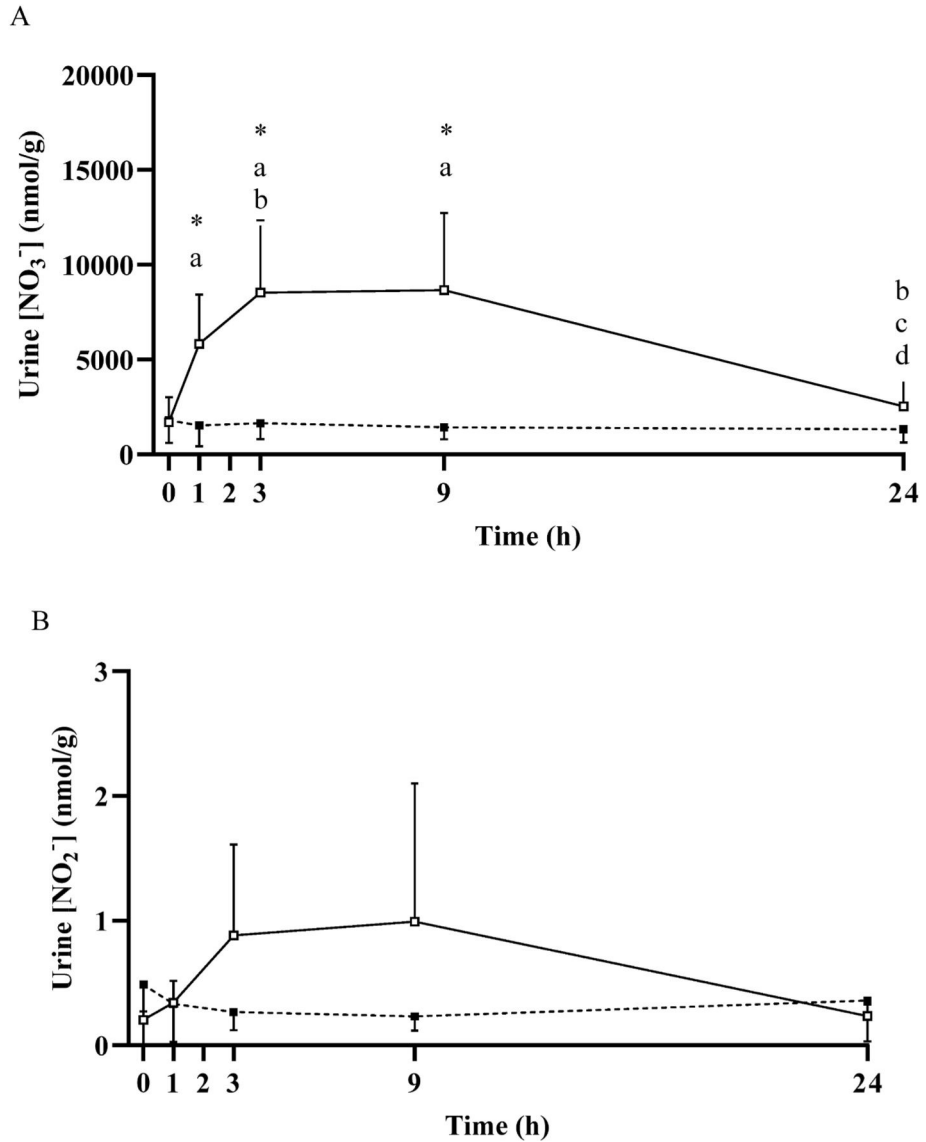 A
Urine [NO₃⁻] (nmol/g)
20000
15000
10000
5000
0
*
a
*
a
b
*
a
b
c
d
0 1 2 3 9 24
Time (h)
B
Urine [NO₂⁻] (nmol/g)
3
2
1
0
0 1 2 3 9 24
Time (h)